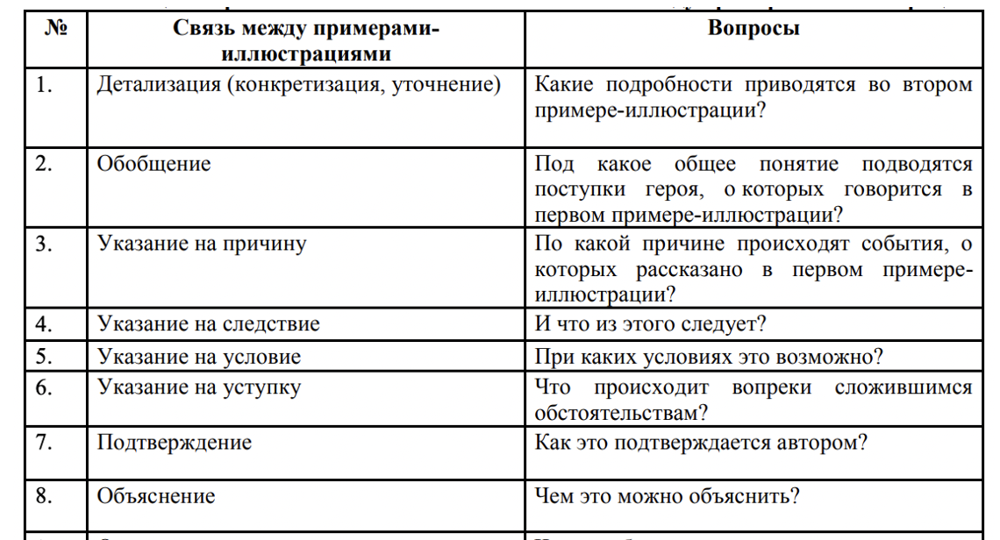 № Связь между примерами- Вопросы
иллюстрациями
1. Детализация (конкретизация, уточнение) Какие подробности приводятся во втором
примере-иллюстрации?
2. Обобщение Под какое общее понятие подводятся
поступки героя, о которых говорится в
первом примере-иллюстрации?
3. Указание на причину По какой причине происходят события, о
которых рассказано в первом примере-
иллюстрации?
4. Указание на следствие И что из этого следует?
5. Указание на условие При каких условиях это возможно?
6. Указание на уступку Что происходит вопреки сложившимся
обстоятельствам?
7. Подтверждение Как это подтверждается автором?
8. Объяснение Чем это можно объяснить?